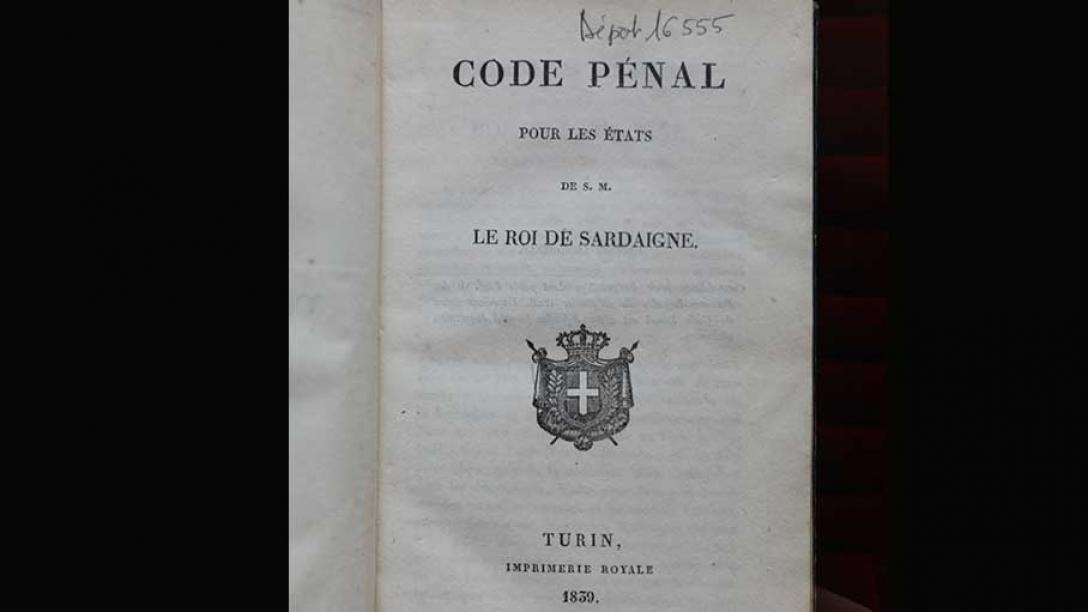 Dépôt 16555
CODE PÉNAL
POUR LES ÉTATS
DE S. M.
LE ROI DE SARDAIGNE.
TURIN,
IMPRIMERIE ROYALE
1839.